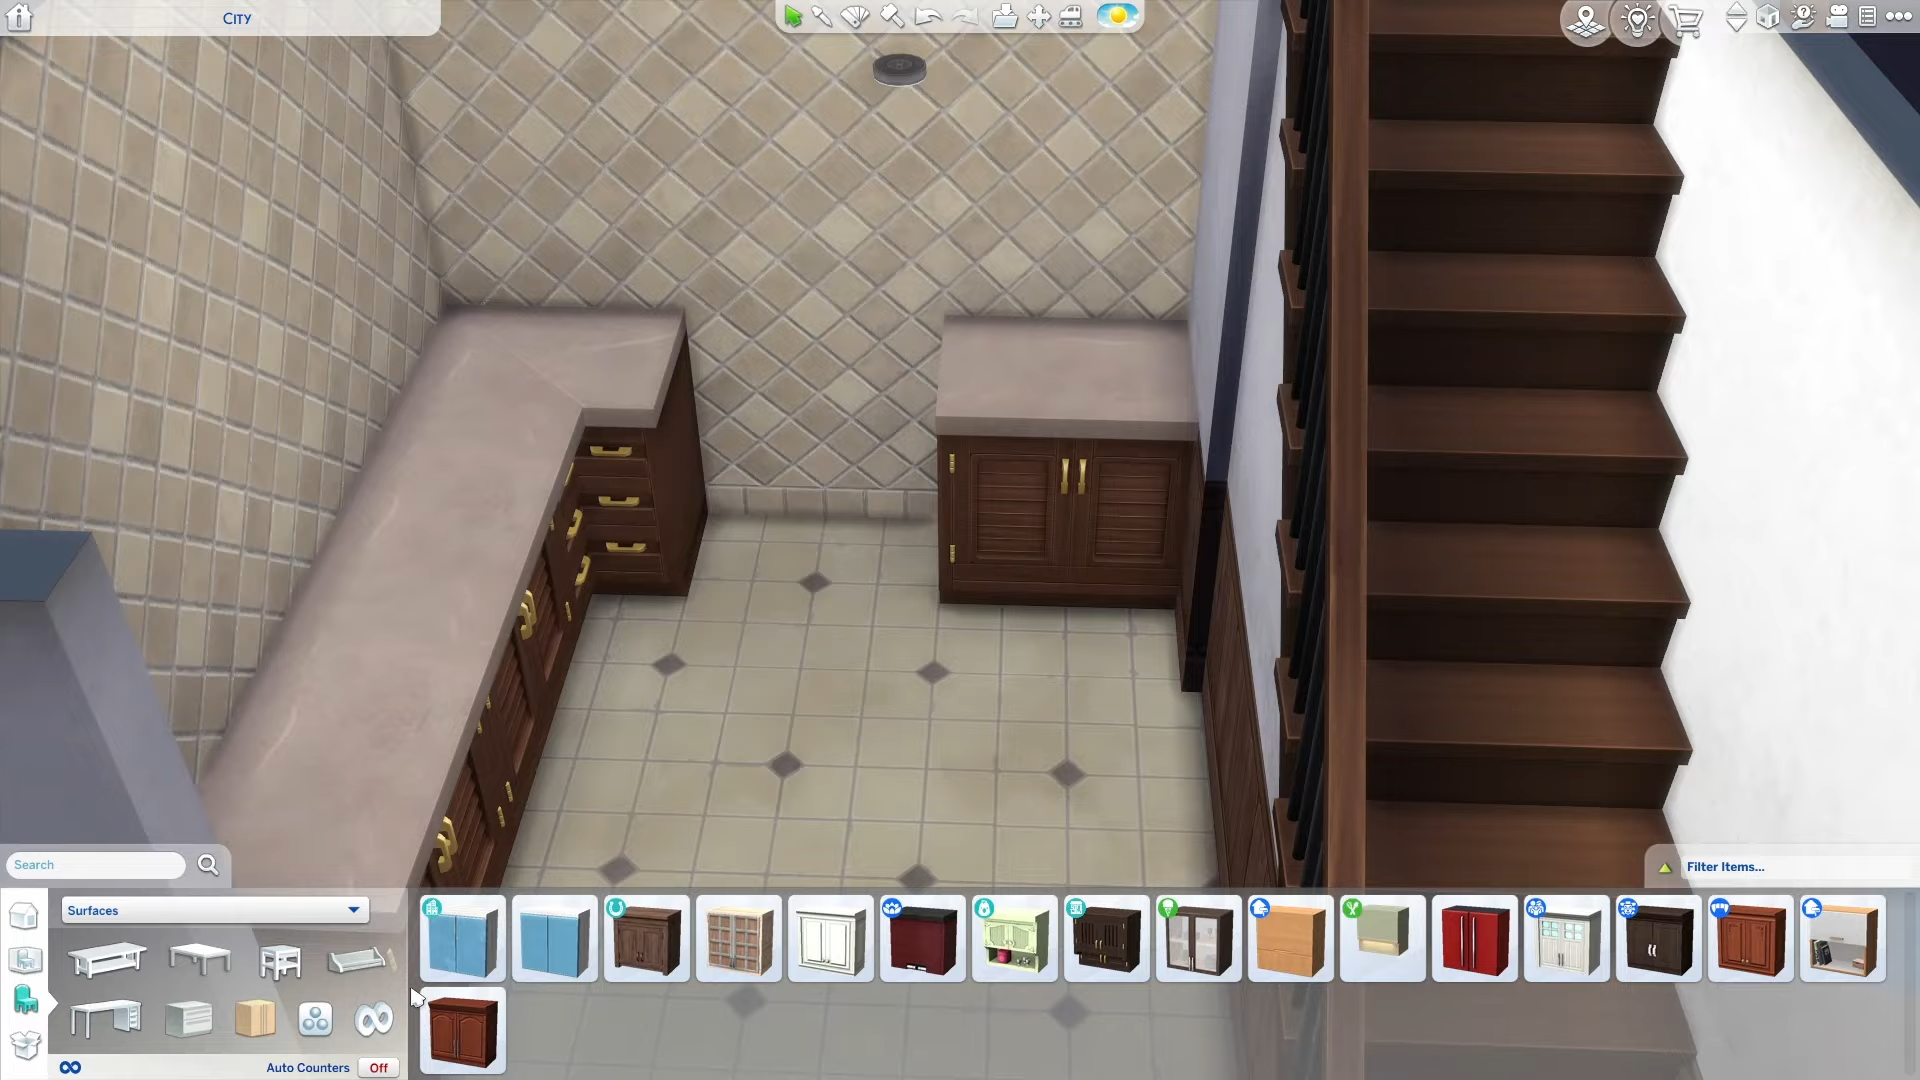 City
Search
Filter Items...
Surfaces
Auto Counters Off